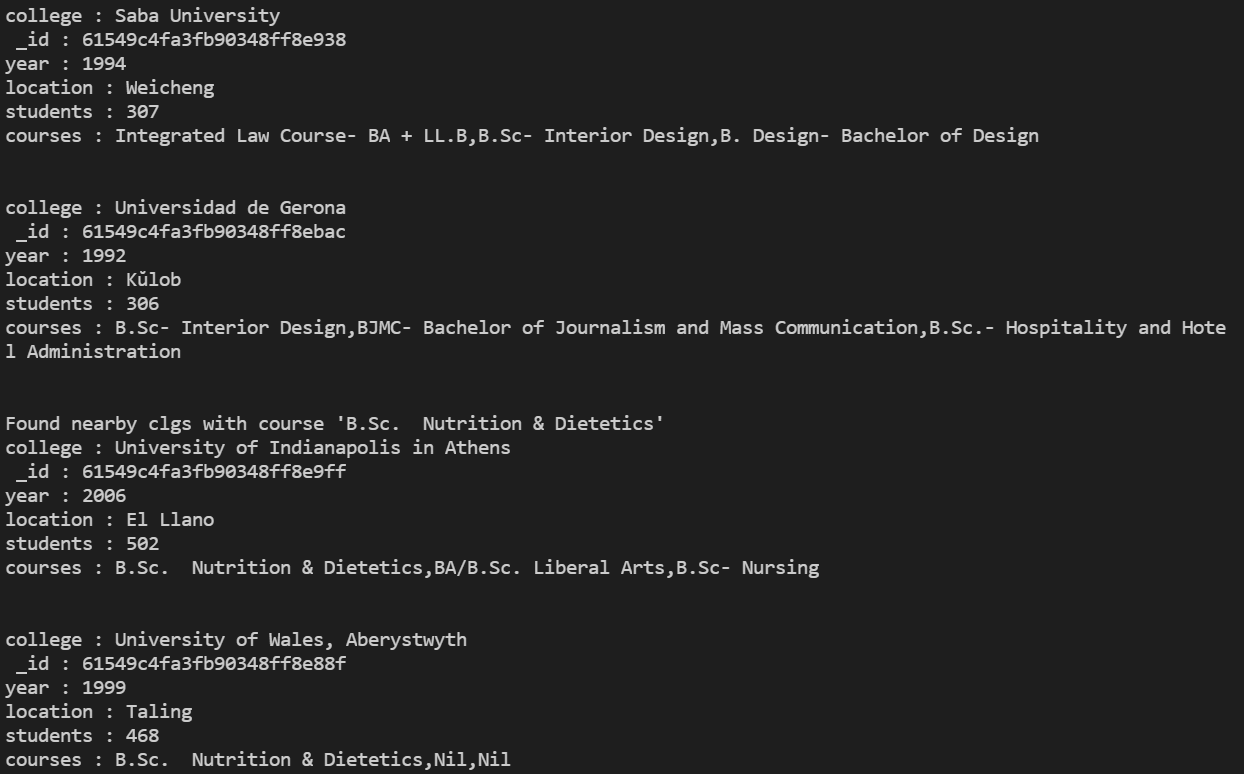 college : Saba University
_id : 61549c4fa3fb90348ff8e938
year : 1994
location : Weicheng
students : 307
courses : Integrated Law Course- BA + LL.B,B.Sc- Interior Design,B. Design- Bachelor of Design
college : Universidad de Gerona
_id : 61549c4fa3fb90348ff8ebac
year : 1992
location : Kŭlob
students : 306
courses : B.Sc- Interior Design,BJMC- Bachelor of Journalism and Mass Communication,B.Sc.- Hospitality and Hote
l Administration
Found nearby clgs with course 'B.Sc.  Nutrition & Dietetics'
college : University of Indianapolis in Athens
_id : 61549c4fa3fb90348ff8e9ff
year : 2006
location : El Llano
students : 502
courses : B.Sc.  Nutrition & Dietetics,BA/B.Sc. Liberal Arts,B.Sc- Nursing
college : University of Wales, Aberystwyth
_id : 61549c4fa3fb90348ff8e88f
year : 1999
location : Taling
students : 468
courses : B.Sc.  Nutrition & Dietetics,Nil,Nil